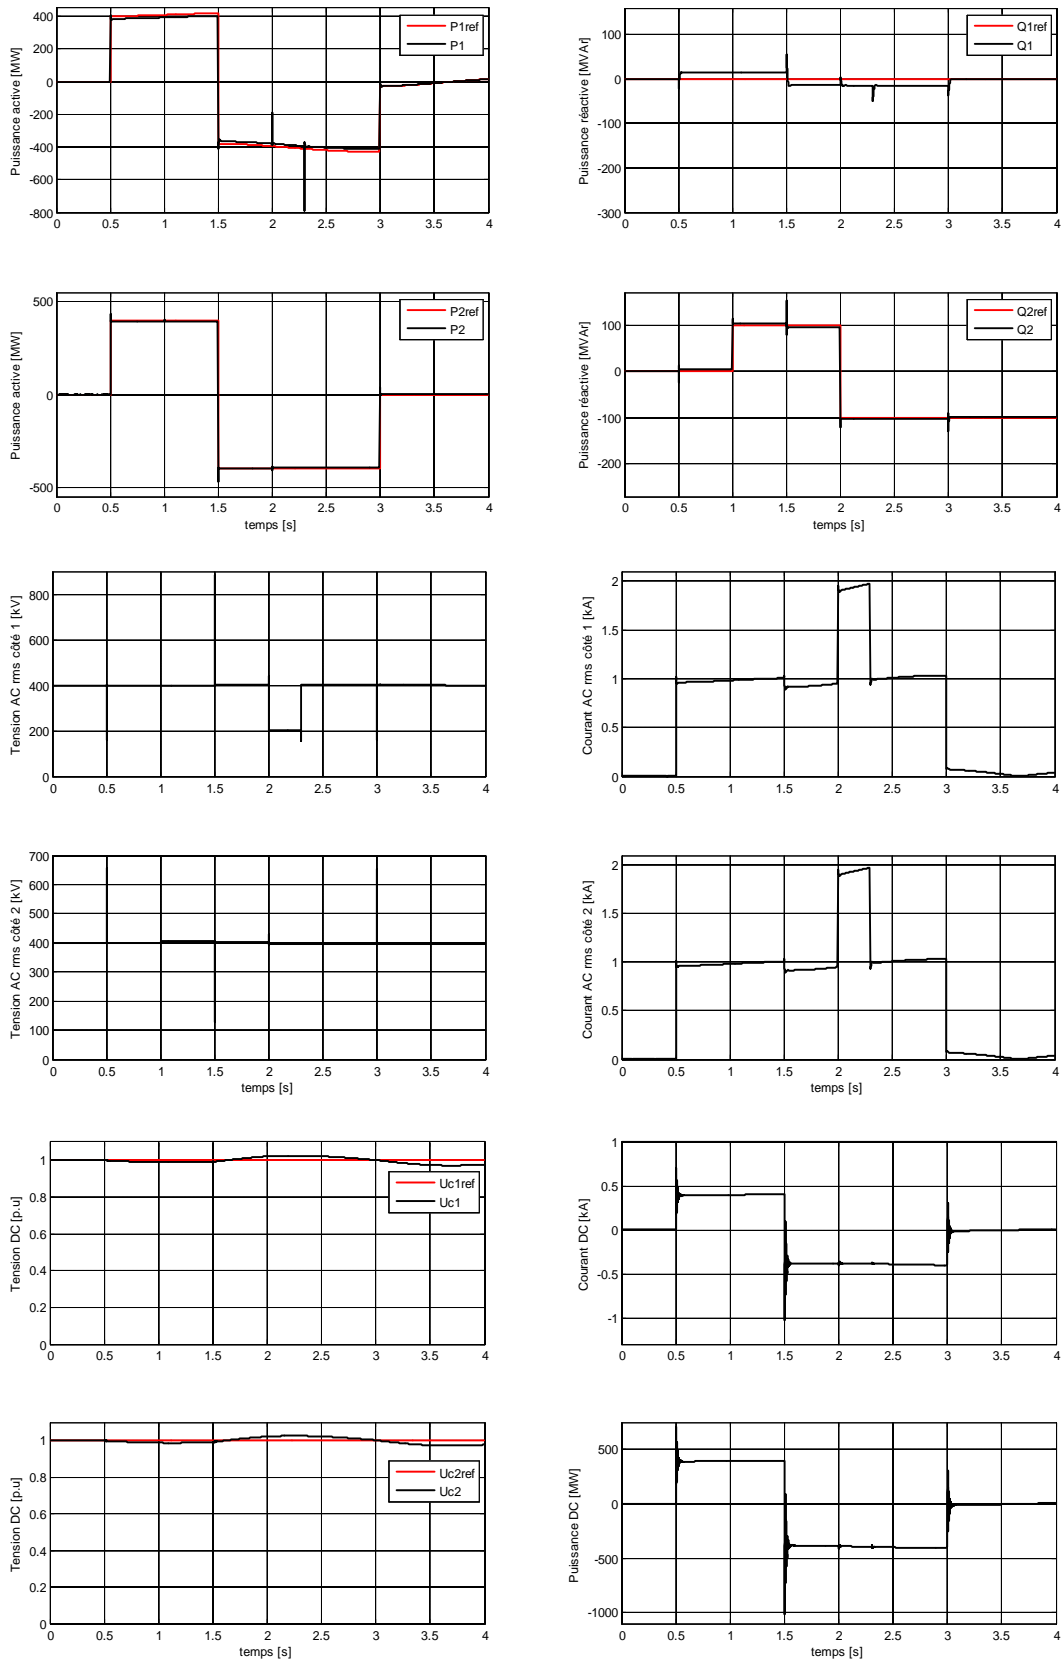 Puissance active [MW]
400
200
0
-200
-400
-600
-800
P1ref
P1
0 0.5 1 1.5 2 2.5 3 3.5 4
Puissance réactive [MVAr]
100
0
-100
-200
-300
Q1ref
Q1
0 0.5 1 1.5 2 2.5 3 3.5 4
Puissance active [MW]
500
0
-500
P2ref
P2
0 0.5 1 1.5 2 2.5 3 3.5 4
temps [s]
Puissance réactive [MVAr]
100
0
-100
-200
Q2ref
Q2
0 0.5 1 1.5 2 2.5 3 3.5 4
temps [s]
Tension AC rms côté 1 [kV]
800
600
400
200
0
0 0.5 1 1.5 2 2.5 3 3.5 4
Courant AC rms côté 1 [kA]
2
1.5
1
0.5
0
0 0.5 1 1.5 2 2.5 3 3.5 4
Tension AC rms côté 2 [kV]
700
600
500
400
300
200
100
0
0 0.5 1 1.5 2 2.5 3 3.5 4
temps [s]
Courant AC rms côté 2 [kA]
2
1.5
1
0.5
0
0 0.5 1 1.5 2 2.5 3 3.5 4
temps [s]
Tension DC [p.u]
1
0.8
0.6
0.4
0.2
0
Uc1ref
Uc1
0 0.5 1 1.5 2 2.5 3 3.5 4
Courant DC [kA]
1
0.5
0
-0.5
-1
0 0.5 1 1.5 2 2.5 3 3.5 4
Tension DC [p.u]
1
0.8
0.6
0.4
0.2
0
Uc2ref
Uc2
0 0.5 1 1.5 2 2.5 3 3.5 4
temps [s]
Puissance DC [MW]
500
0
-500
-1000
0 0.5 1 1.5 2 2.5 3 3.5 4
temps [s]